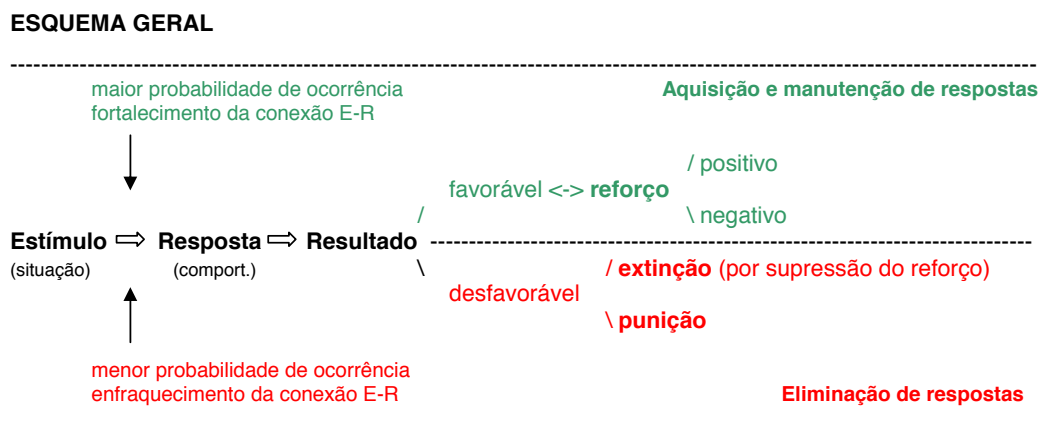 ESQUEMA GERAL
maior probabilidade de ocorrência Aquisição e manutenção de respostas
fortalecimento da conexão E-R
/ positivo
favorável <-> reforço
/ \ negativo
Estímulo ⇨ Resposta ⇨ Resultado
(situação) (comport.) \ / extinção (por supressão do reforço)
desfavorável
\ punição
menor probabilidade de ocorrência
enfraquecimento da conexão E-R Eliminação de respostas